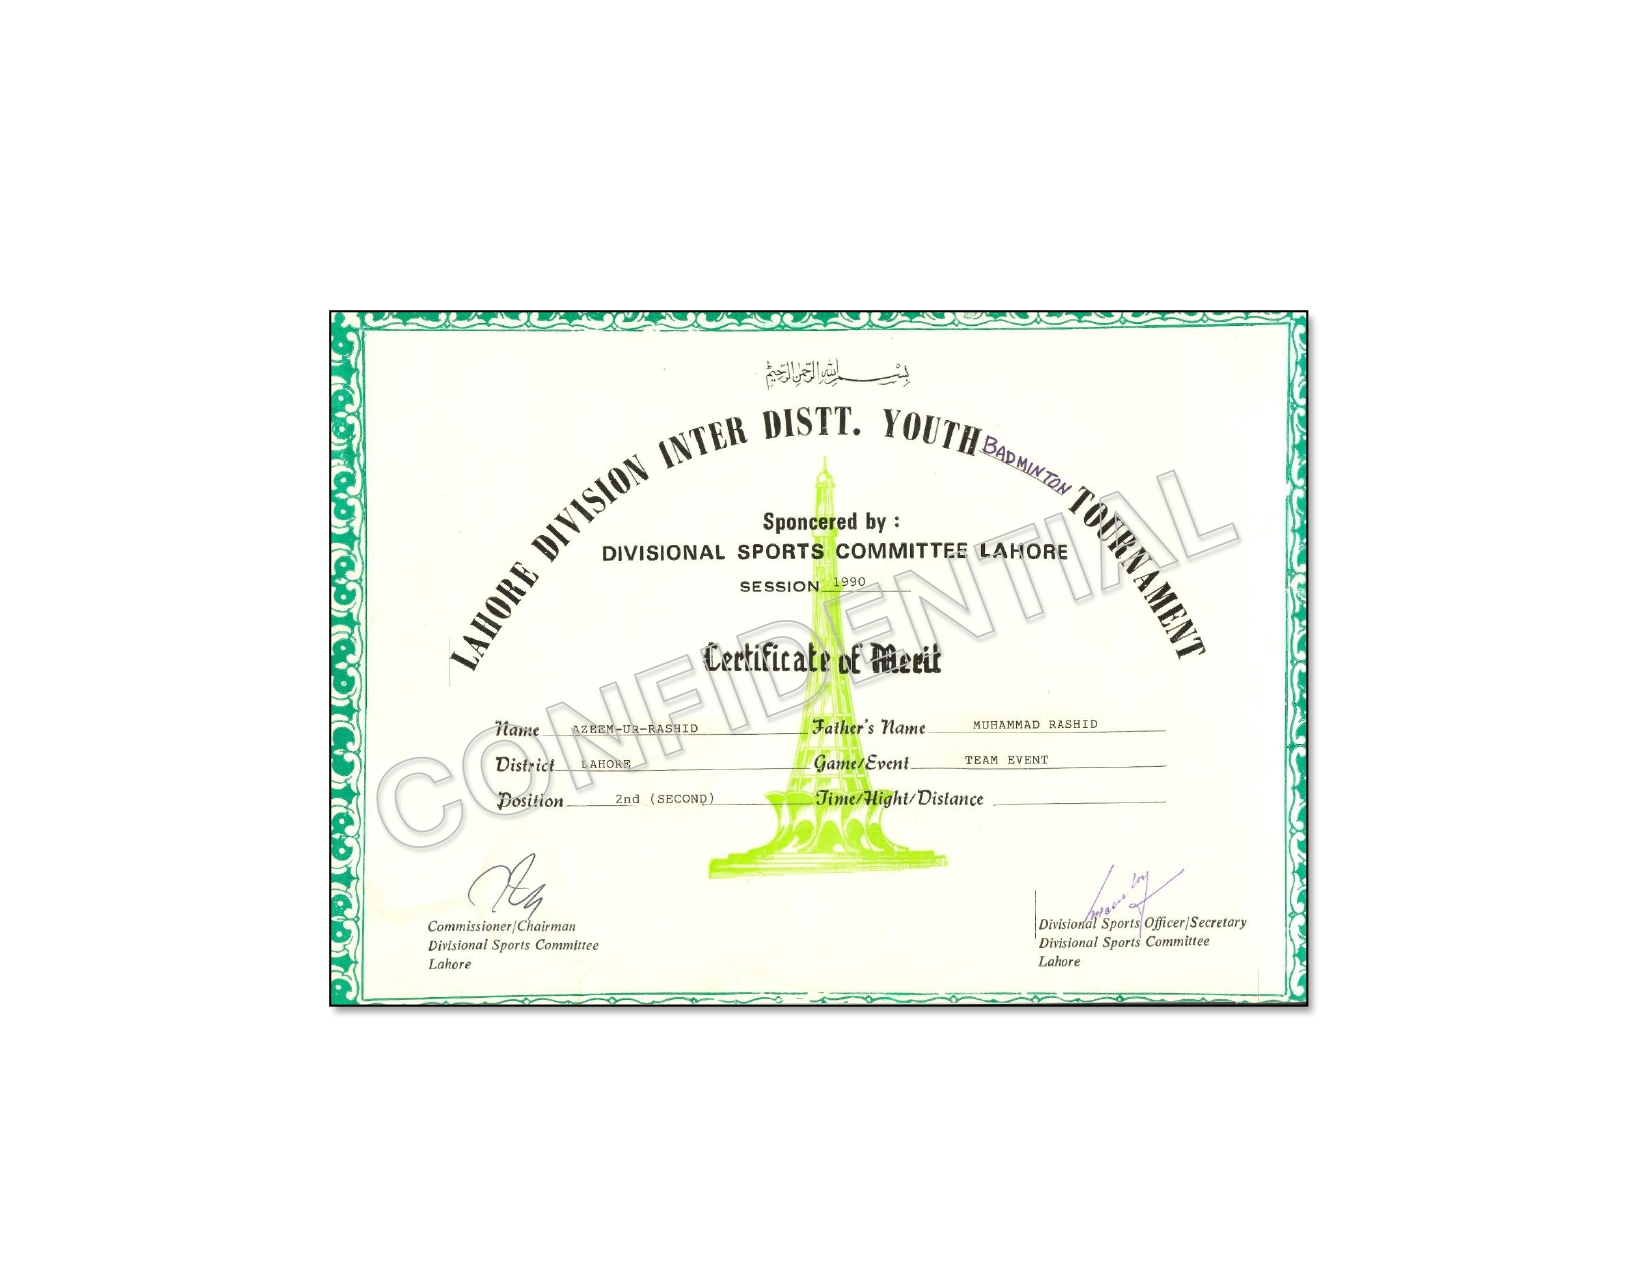 بسم الله الرحمن الرحيم
LAHORE DIVISION INTER DISTT. YOUTH BADMINTON TOURNAMENT
Sponcered by :
DIVISIONAL SPORTS COMMITTEE LAHORE
SESSION 1990
Certificate of Merit
Name AZEEM-UR-RASHID Father's Name MUHAMMAD RASHID
District LAHORE Game/Event TEAM EVENT
Position 2nd (SECOND) Time/Hight/Distance
CONFIDENTIAL
Commissioner/Chairman
Divisional Sports Committee
Lahore
Divisional Sports Officer/Secretary
Divisional Sports Committee
Lahore